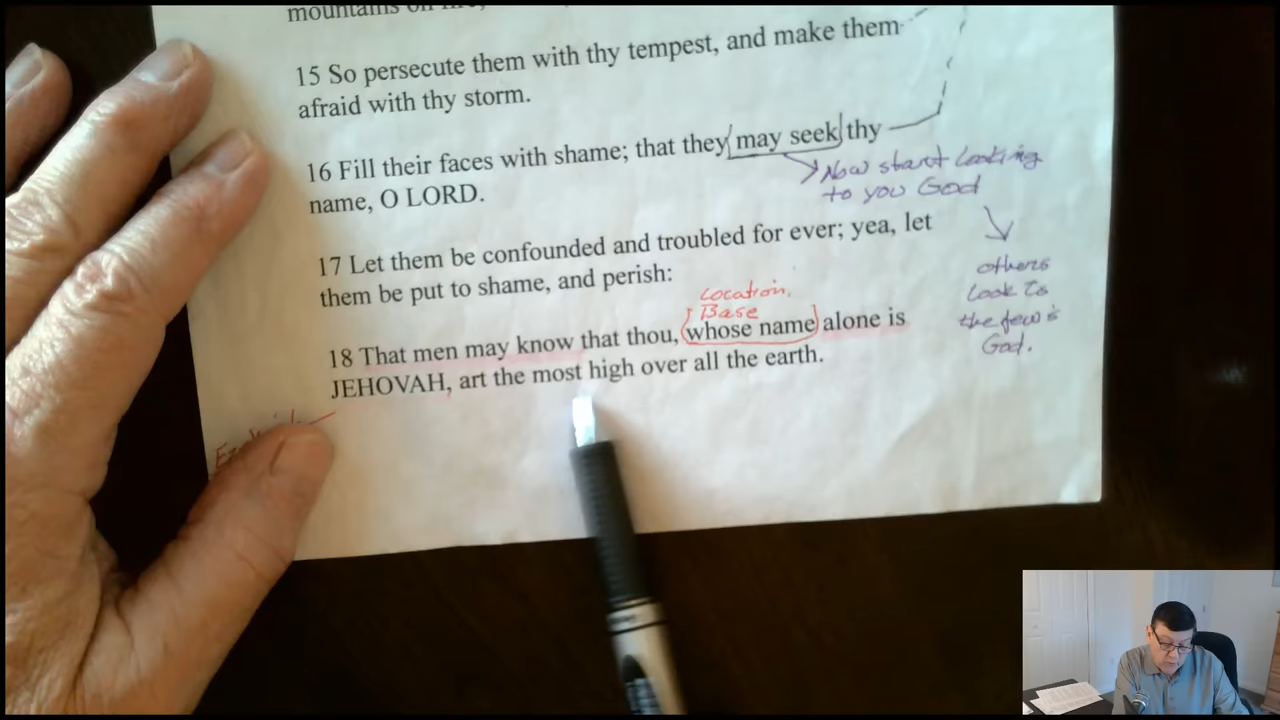 mountains on
15 So persecute them with thy tempest, and make them
afraid with thy storm.
16 Fill their faces with shame; that they may seek thy
name, O LORD.
Now start looking
to you God
17 Let them be confounded and troubled for ever; yea, let
them be put to shame, and perish:
others
look to
the few's
God.
Location,
Base
18 That men may know that thou, whose name alone is
JEHOVAH, art the most high over all the earth.